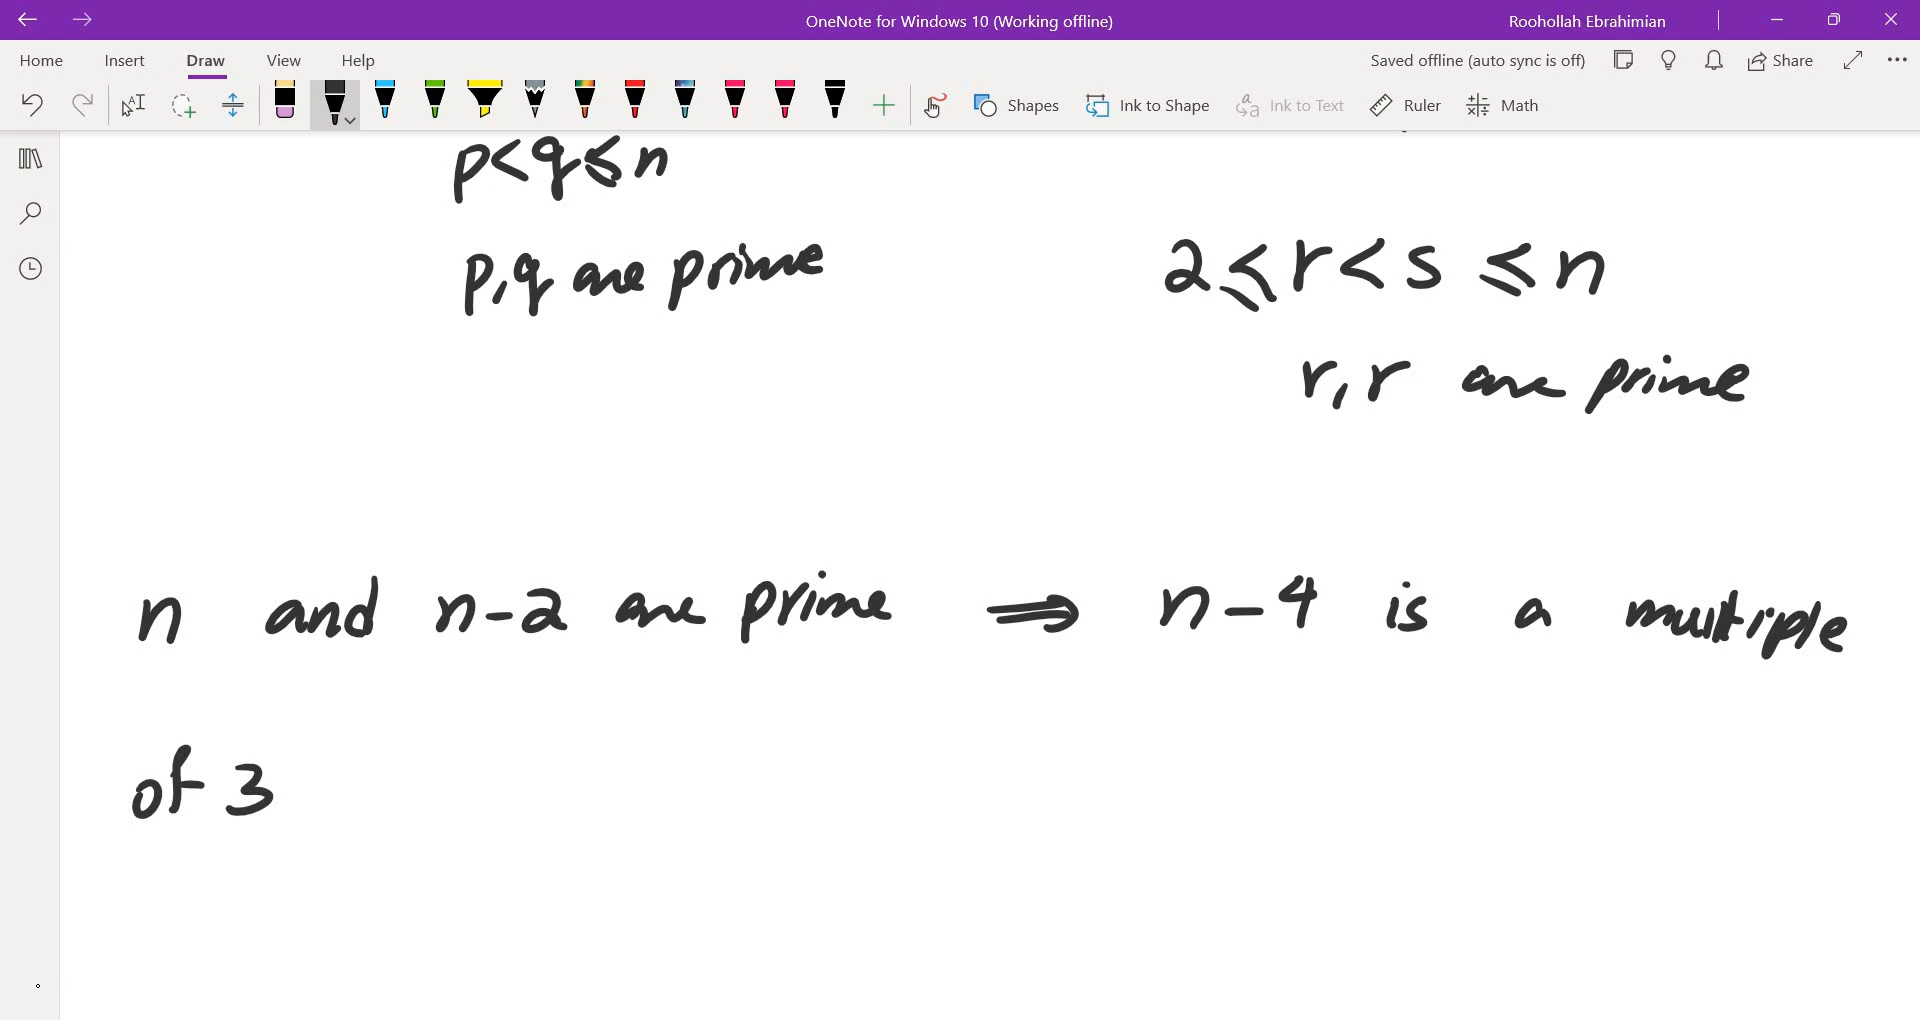 OneNote for Windows 10 (Working offline)
Roohollah Ebrahimian
Home Insert Draw View Help
Saved offline (auto sync is off) Share
Shapes Ink to Shape Ink to Text Ruler Math
p<q≤n
p,q are prime
2≤r<s≤n
r,r are prime
n and n-2 are prime ⇒ n-4 is a multiple
of 3